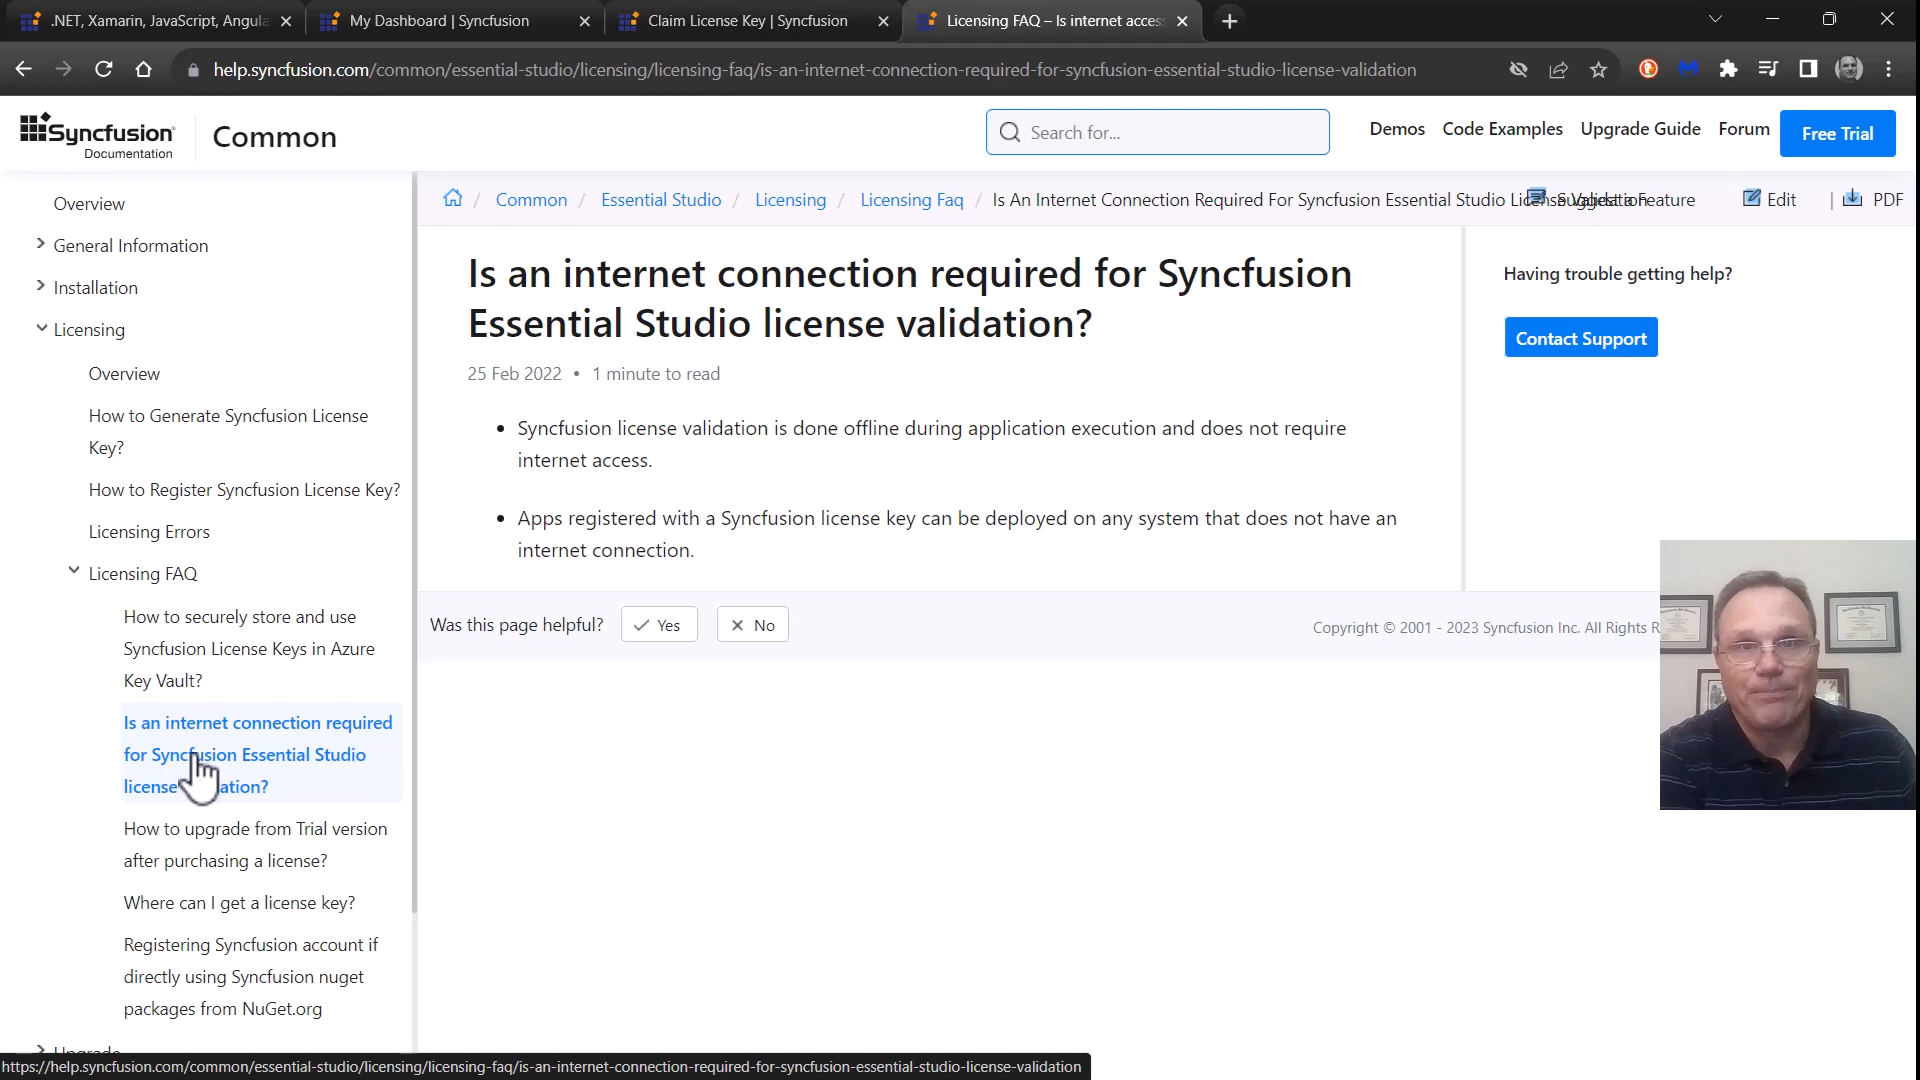 .NET, Xamarin, JavaScript, Angula
My Dashboard | Syncfusion
Claim License Key | Syncfusion
Licensing FAQ – Is internet acces
help.syncfusion.com/common/essential-studio/licensing/licensing-faq/is-an-internet-connection-required-for-syncfusion-essential-studio-license-validation
Syncfusion
Documentation
Common
Search for...
Demos
Code Examples
Upgrade Guide
Forum
Free Trial
Overview
General Information
Installation
Licensing
Overview
How to Generate Syncfusion License
Key?
How to Register Syncfusion License Key?
Licensing Errors
Licensing FAQ
How to securely store and use
Syncfusion License Keys in Azure
Key Vault?
Is an internet connection required
for Syncfusion Essential Studio
license ation?
How to upgrade from Trial version
after purchasing a license?
Where can I get a license key?
Registering Syncfusion account if
directly using Syncfusion nuget
packages from NuGet.org
Upgrade
/ Common / Essential Studio / Licensing / Licensing Faq / Is An Internet Connection Required For Syncfusion Essential Studio License Validation
Suggest a Feature
Edit
| PDF
Is an internet connection required for Syncfusion
Essential Studio license validation?
25 Feb 2022 • 1 minute to read
• Syncfusion license validation is done offline during application execution and does not require
internet access.
• Apps registered with a Syncfusion license key can be deployed on any system that does not have an
internet connection.
Having trouble getting help?
Contact Support
Was this page helpful?
Yes
No
Copyright © 2001 - 2023 Syncfusion Inc. All Rights R
https://help.syncfusion.com/common/essential-studio/licensing/licensing-faq/is-an-internet-connection-required-for-syncfusion-essential-studio-license-validation